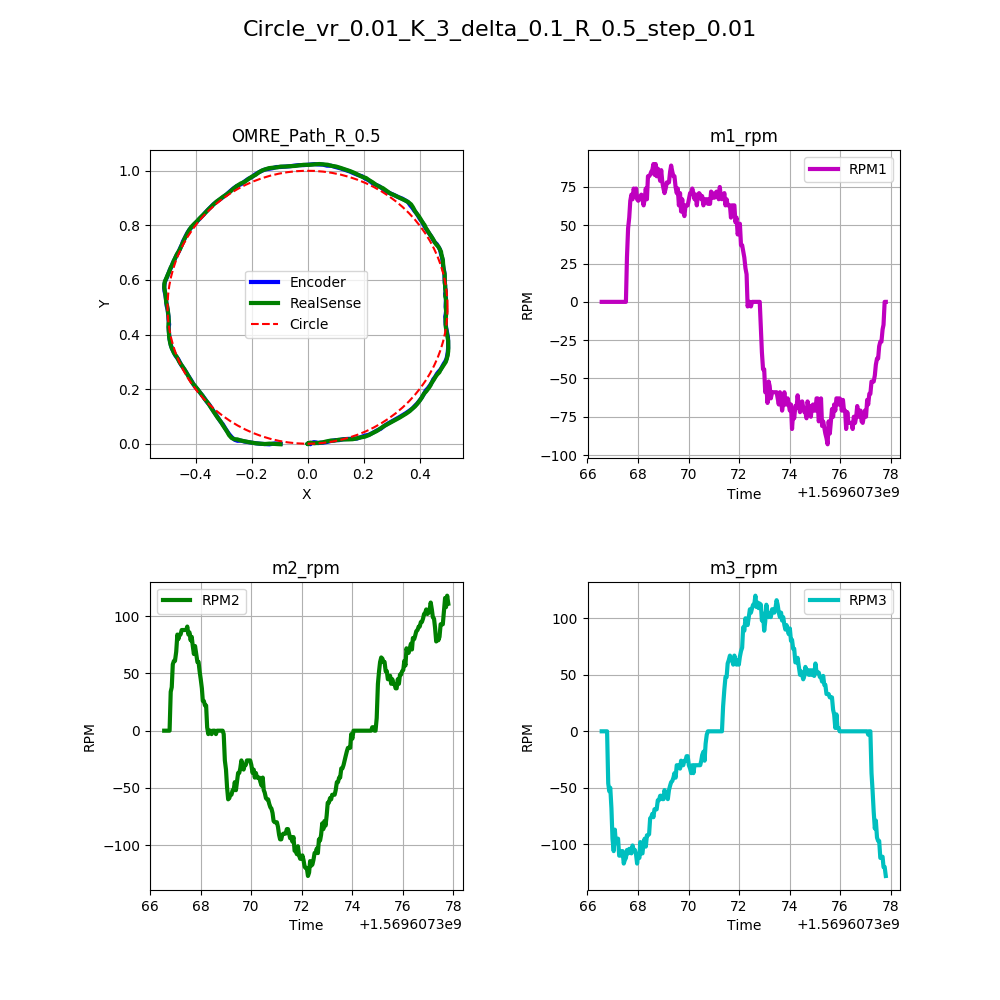 Circle_vr_0.01_K_3_delta_0.1_R_0.5_step_0.01
OMRE_Path_R_0.5
1.0
0.8
0.6
0.4
0.2
0.0
Y
Encoder
RealSense
Circle
−0.4 −0.2 0.0 0.2 0.4
X
m1_rpm
75
50
25
0
−25
−50
−75
−100
RPM
RPM1
66 68 70 72 74 76 78
Time +1.5696073e9
m2_rpm
100
50
0
−50
−100
RPM
RPM2
66 68 70 72 74 76 78
Time +1.5696073e9
m3_rpm
100
50
0
−50
−100
RPM
RPM3
66 68 70 72 74 76 78
Time +1.5696073e9